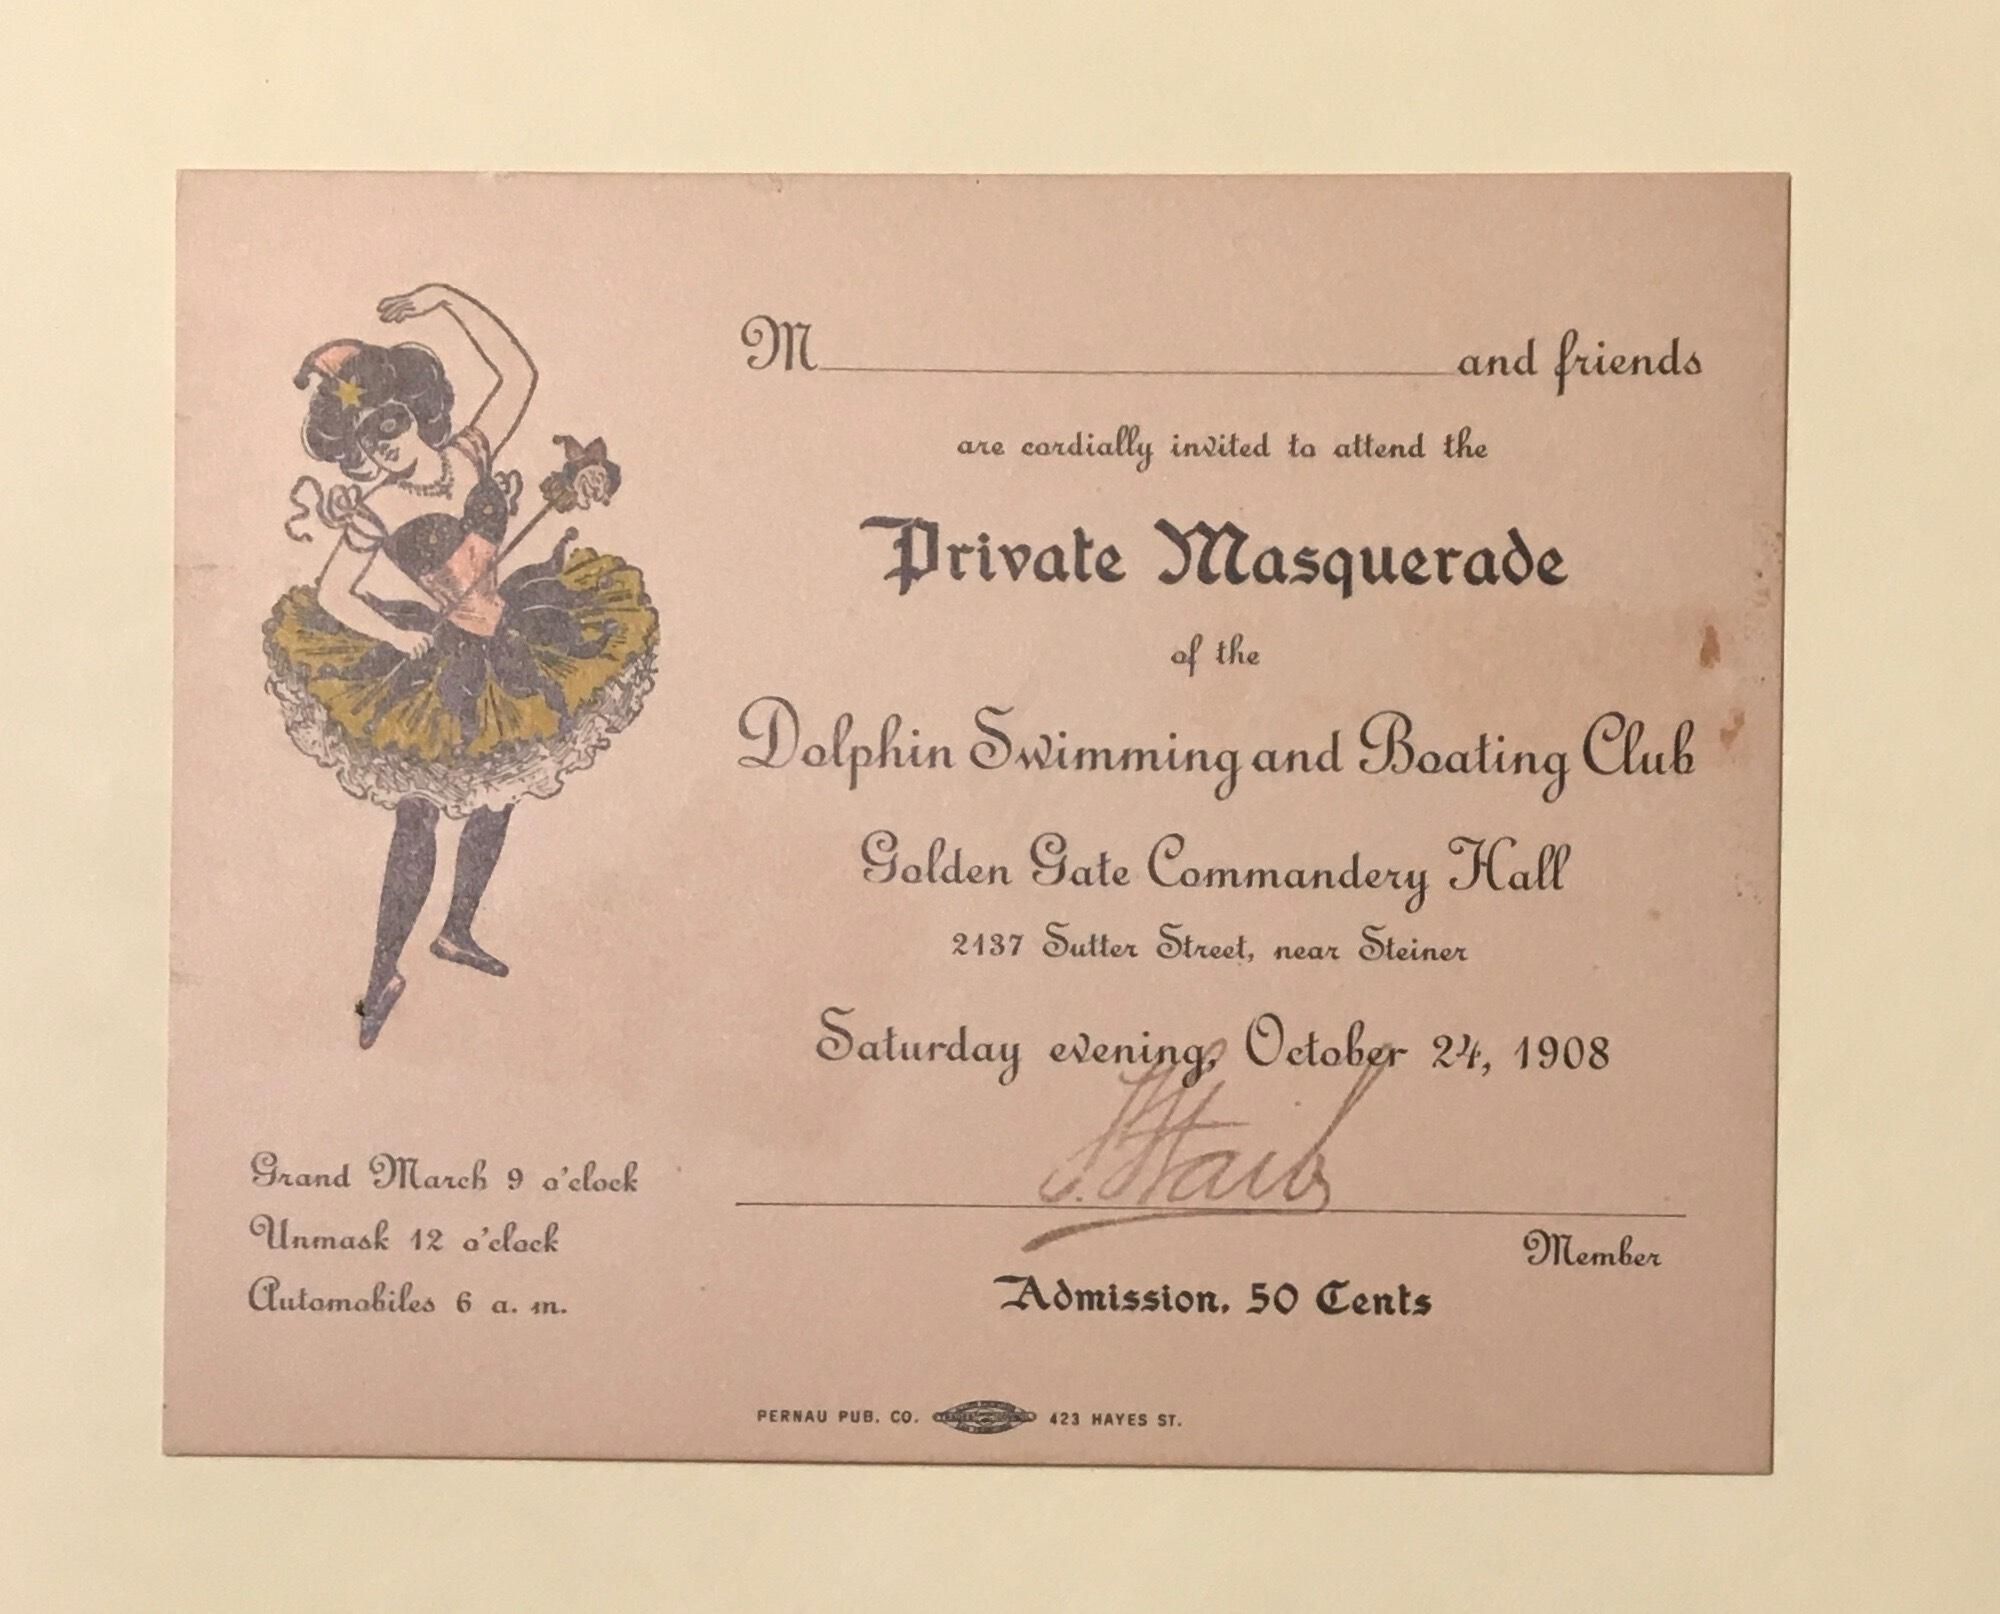 M and friends
are cordially invited to attend the
Private Masquerade
of the
Dolphin Swimming and Boating Club
Golden Gate Commandery Hall
2137 Sutter Street, near Steiner
Saturday evening, October 24, 1908
Member
Admission, 50 Cents
Grand March 9 o'clock
Unmask 12 o'clock
Automobiles 6 a. m.
PERNAU PUB. CO. 423 HAYES ST.